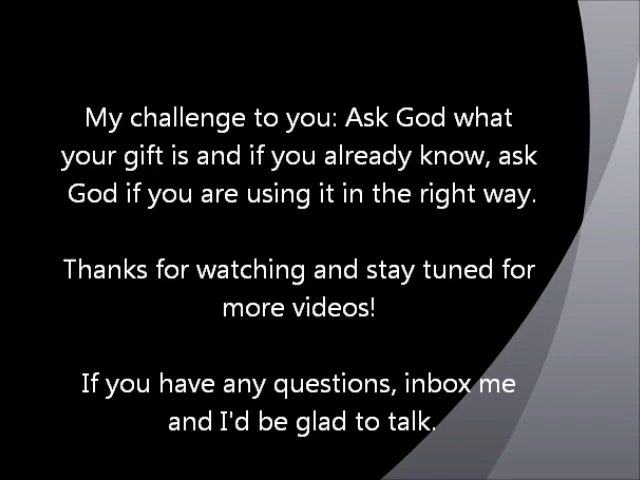 My challenge to you: Ask God what
your gift is and if you already know, ask
God if you are using it in the right way.
Thanks for watching and stay tuned for
more videos!
If you have any questions, inbox me
and I'd be glad to talk.